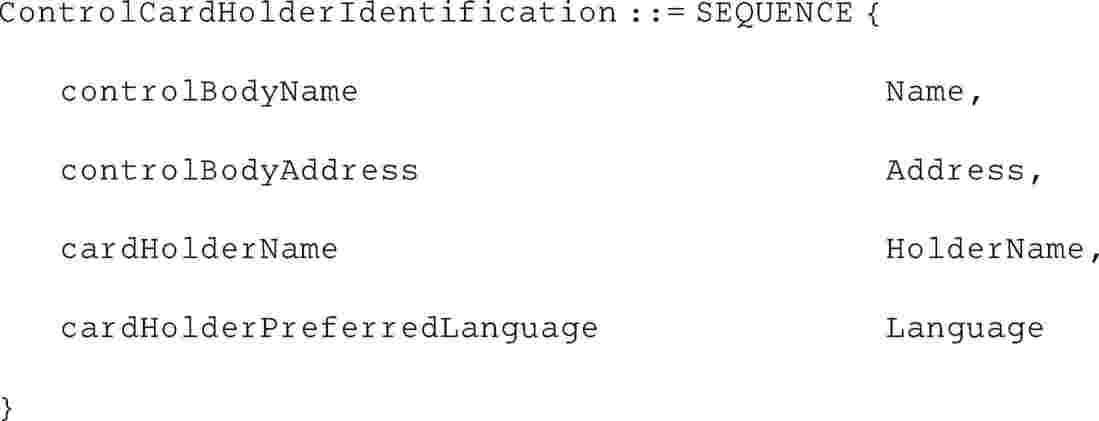 ControlCardHolderIdentification ::= SEQUENCE {
controlBodyName Name,
controlBodyAddress Address,
cardHolderName HolderName,
cardHolderPreferredLanguage Language
}